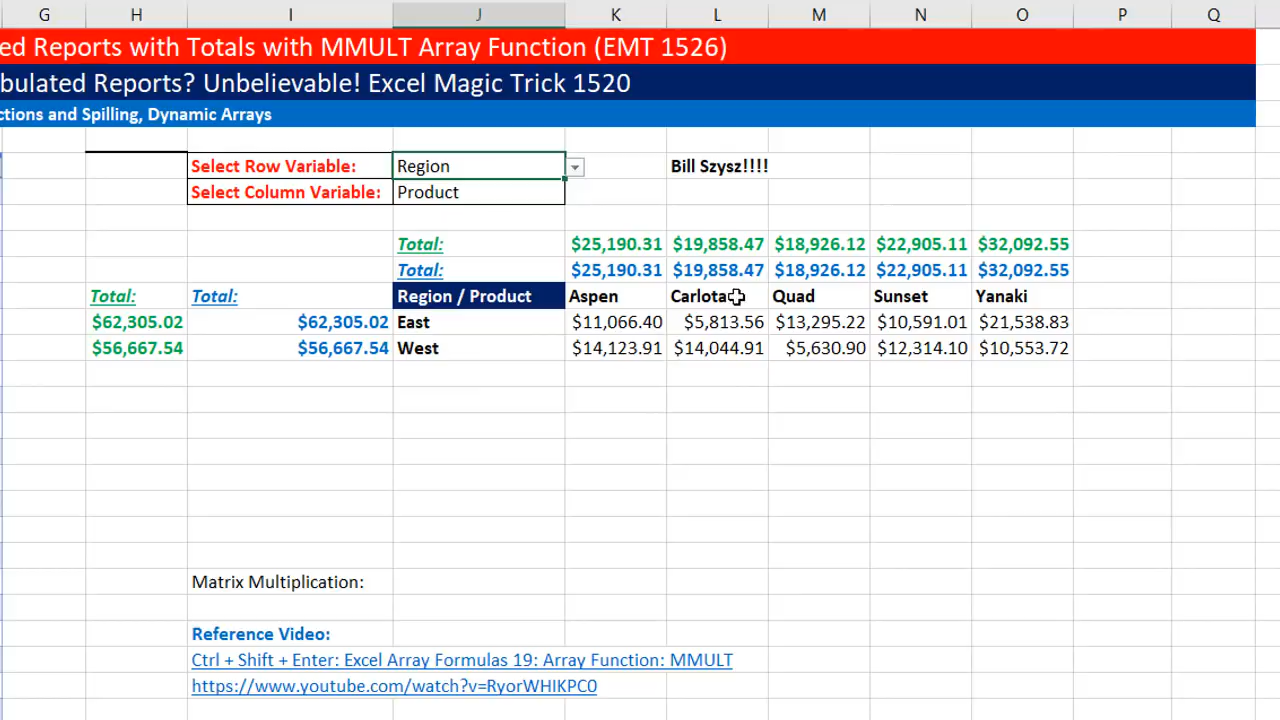 G H I J K L M N O P Q
ed Reports with Totals with MMULT Array Function (EMT 1526)
bulated Reports? Unbelievable! Excel Magic Trick 1520
ctions and Spilling, Dynamic Arrays
Select Row Variable: Region Bill Szysz!!!!
Select Column Variable: Product
Total: $25,190.31 $19,858.47 $18,926.12 $22,905.11 $32,092.55
Total: $25,190.31 $19,858.47 $18,926.12 $22,905.11 $32,092.55
Total: Total: Region / Product Aspen Carlota Quad Sunset Yanaki
$62,305.02 $62,305.02 East $11,066.40 $5,813.56 $13,295.22 $10,591.01 $21,538.83
$56,667.54 $56,667.54 West $14,123.91 $14,044.91 $5,630.90 $12,314.10 $10,553.72
Matrix Multiplication:
Reference Video:
Ctrl + Shift + Enter: Excel Array Formulas 19: Array Function: MMULT
https://www.youtube.com/watch?v=RyorWHIKPC0